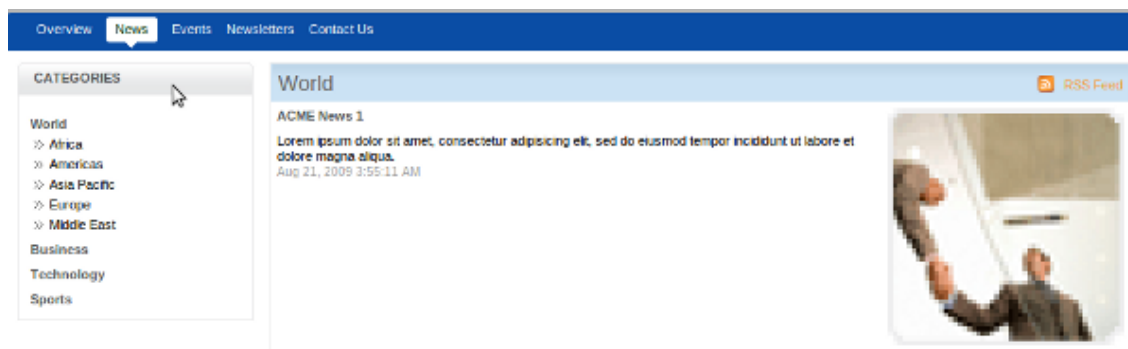 Overview News Events Newsletters Contact Us
CATEGORIES
World
Africa
Americas
Asia Pacific
Europe
Middle East
Business
Technology
Sports
World
RSS Feed
ACME News 1
Lorem ipsum dolor sit amet, consectetur adipisicing elit, sed do eiusmod tempor incididunt ut labore et
dolore magna aliqua.
Aug 21, 2009 3:55:11 AM